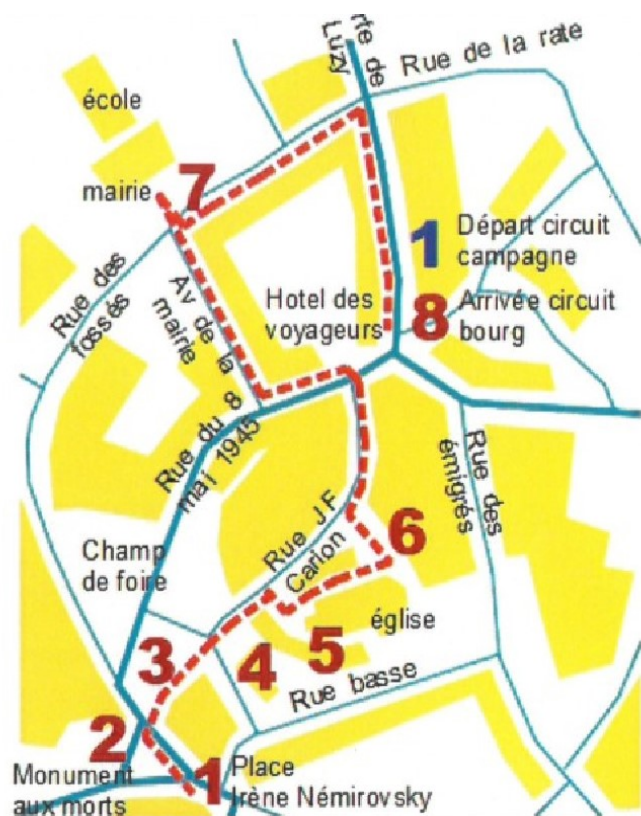 rte de
Luzy
Rue de la rate
école
mairie
7
1
Départ circuit
campagne
Rue des
fossés
Av de la
mairie
Hotel des
voyageurs
8
Arrivée circuit
bourg
Rue du 8
mai 1945
Rue des
émigrés
Rue J.F
Carion
6
Champ
de foire
église
3
4
5
Rue basse
2
Monument
aux morts
1
Place
Irène Némirovsky